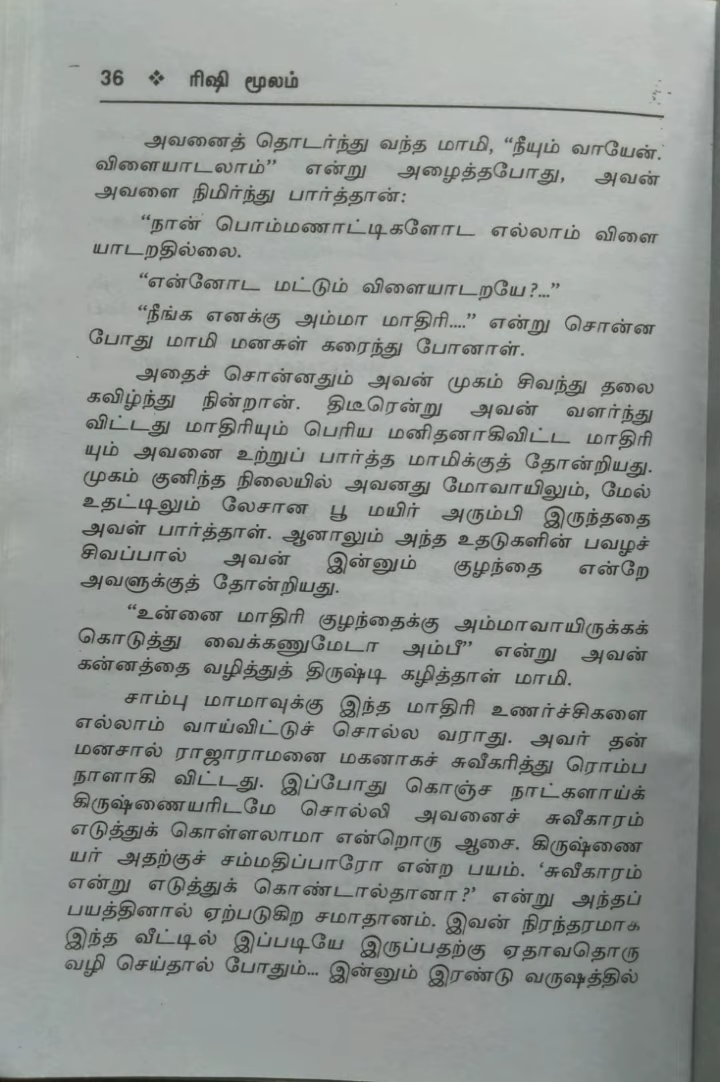 36 ❖ ரிஷி மூலம்
அவனைத் தொடர்ந்து வந்த மாமி, “நீயும் வாயேன்.
விளையாடலாம்” என்று அழைத்தபோது, அவன்
அவளை நிமிர்ந்து பார்த்தான்:
“நான் பொம்மணாட்டிகளோட எல்லாம் விளை
யாடறதில்லை.
“என்னோட மட்டும் விளையாடறயே?...”
“நீங்க எனக்கு அம்மா மாதிரி....” என்று சொன்ன
போது மாமி மனசுள் கரைந்து போனாள்.
அதைச் சொன்னதும் அவன் முகம் சிவந்து தலை
கவிழ்ந்து நின்றான். திடீரென்று அவன் வளர்ந்து
விட்டது மாதிரியும் பெரிய மனிதனாகிவிட்ட மாதிரி
யும் அவனை உற்றுப் பார்த்த மாமிக்குத் தோன்றியது.
முகம் குனிந்த நிலையில் அவனது மோவாயிலும், மேல்
உதட்டிலும் லேசான பூ மயிர் அரும்பி இருந்ததை
அவள் பார்த்தாள். ஆனாலும் அந்த உதடுகளின் பவழச்
சிவப்பால் அவன் இன்னும் குழந்தை என்றே
அவளுக்குத் தோன்றியது.
“உன்னை மாதிரி குழந்தைக்கு அம்மாவாயிருக்கக்
கொடுத்து வைக்கணுமேடா அம்பீ” என்று அவன்
கன்னத்தை வழித்துத் திருஷ்டி கழித்தாள் மாமி.
சாம்பு மாமாவுக்கு இந்த மாதிரி உணர்ச்சிகளை
எல்லாம் வாய்விட்டுச் சொல்ல வராது. அவர் தன்
மனசால் ராஜாராமனை மகனாகச் சுவீகரித்து ரொம்ப
நாளாகி விட்டது. இப்போது கொஞ்ச நாட்களாய்க்
கிருஷ்ணையரிடமே சொல்லி அவனைச் சுவீகாரம்
எடுத்துக் கொள்ளலாமா என்றொரு ஆசை. கிருஷ்ணை
யர் அதற்குச் சம்மதிப்பாரோ என்ற பயம். ‘சுவீகாரம்
என்று எடுத்துக் கொண்டால்தானா?’ என்று அந்தப்
பயத்தினால் ஏற்படுகிற சமாதானம். இவன் நிரந்தரமாக
இந்த வீட்டில் இப்படியே இருப்பதற்கு ஏதாவதொரு
வழி செய்தால் போதும்... இன்னும் இரண்டு வருஷத்தில்